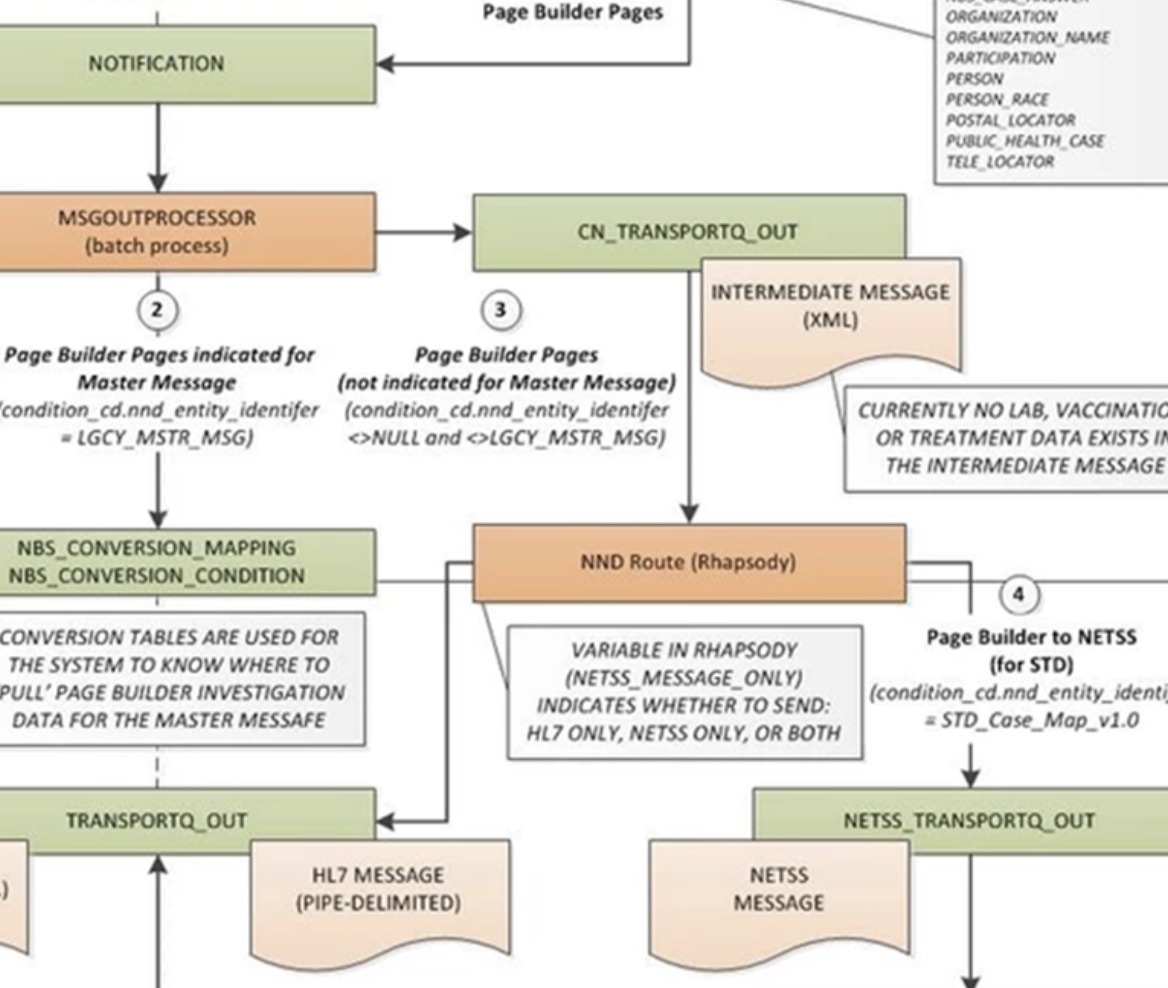 Page Builder Pages
ORGANIZATION
ORGANIZATION_NAME
PARTICIPATION
PERSON
PERSON_RACE
POSTAL_LOCATOR
PUBLIC_HEALTH_CASE
TELE_LOCATOR
NOTIFICATION
MSGOUTPROCESSOR
(batch process)
CN_TRANSPORTQ_OUT
INTERMEDIATE MESSAGE
(XML)
2
Page Builder Pages indicated for
Master Message
(condition_cd.nnd_entity_identifer
= LGCY_MSTR_MSG)
3
Page Builder Pages
(not indicated for Master Message)
(condition_cd.nnd_entity_identifer
<>NULL and <>LGCY_MSTR_MSG)
CURRENTLY NO LAB, VACCINATIO
OR TREATMENT DATA EXISTS IN
THE INTERMEDIATE MESSAGE
NBS_CONVERSION_MAPPING
NBS_CONVERSION_CONDITION
NND Route (Rhapsody)
4
Page Builder to NETSS
(for STD)
(condition_cd.nnd_entity_identif
= STD_Case_Map_v1.0
CONVERSION TABLES ARE USED FOR
THE SYSTEM TO KNOW WHERE TO
PULL’ PAGE BUILDER INVESTIGATION
DATA FOR THE MASTER MESSAFE
VARIABLE IN RHAPSODY
(NETSS_MESSAGE_ONLY)
INDICATES WHETHER TO SEND:
HL7 ONLY, NETSS ONLY, OR BOTH
TRANSPORTQ_OUT
HL7 MESSAGE
(PIPE-DELIMITED)
NETSS_TRANSPORTQ_OUT
NETSS
MESSAGE